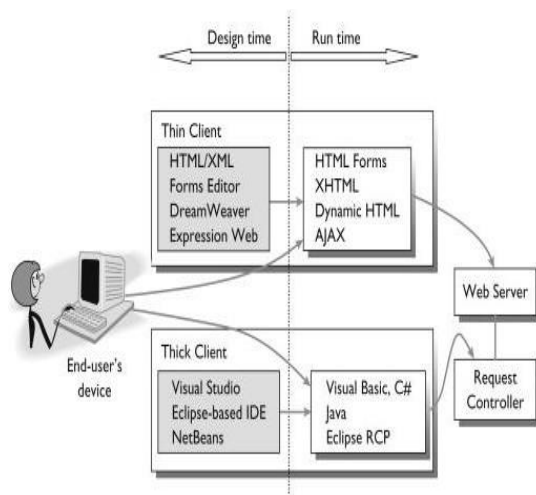 Design time
Run time
Thin Client
HTML/XML
Forms Editor
DreamWeaver
Expression Web
HTML Forms
XHTML
Dynamic HTML
AJAX
Web Server
End-user's
device
Thick Client
Visual Studio
Eclipse-based IDE
NetBeans
Visual Basic, C#
Java
Eclipse RCP
Request
Controller